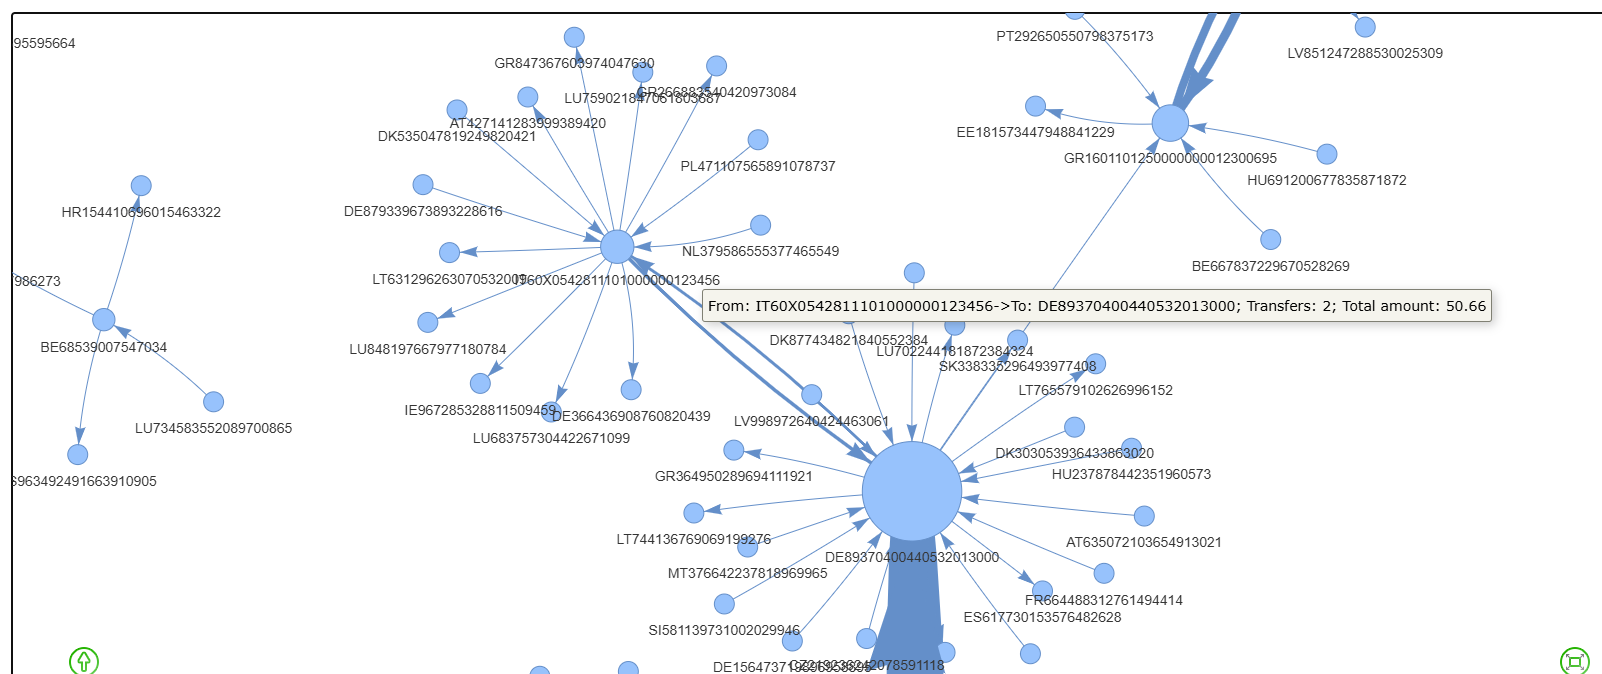 95595664
PT292650550798375173
LV851247288530025309
GR847367603974047630
LU759021847061803687
GR266883540420973084
AT427141283999389420
DK535047819249820421
EE181573447948841229
GR1601101250000000012300695
PL471107565891078737
HU691200677835871872
HR154410696015463322
DE879339673893228616
NL379586555377465549
BE667837229670528269
986273
LT631296263070532009
IT60X0542811101000000123456
From: IT60X0542811101000000123456->To: DE89370400440532013000; Transfers: 2; Total amount: 50.66
BE68539007547034
LU848197667977180784
DK877434821840552384
LU702244181872384324
SK338335296493977408
LT765579102626996152
IE967285328811509459
DE366436908760820439
LV998972640424463061
LU734583552089700865
LU683757304422671099
DK303053936433863020
GR364950289694111921
HU237878442351960573
963492491663910905
LT744136769069199276
AT635072103654913021
DE89370400440532013000
MT376642237818969965
FR664488312761494414
ES617730153576482628
SI581139731002029946
CZ219236242078591118